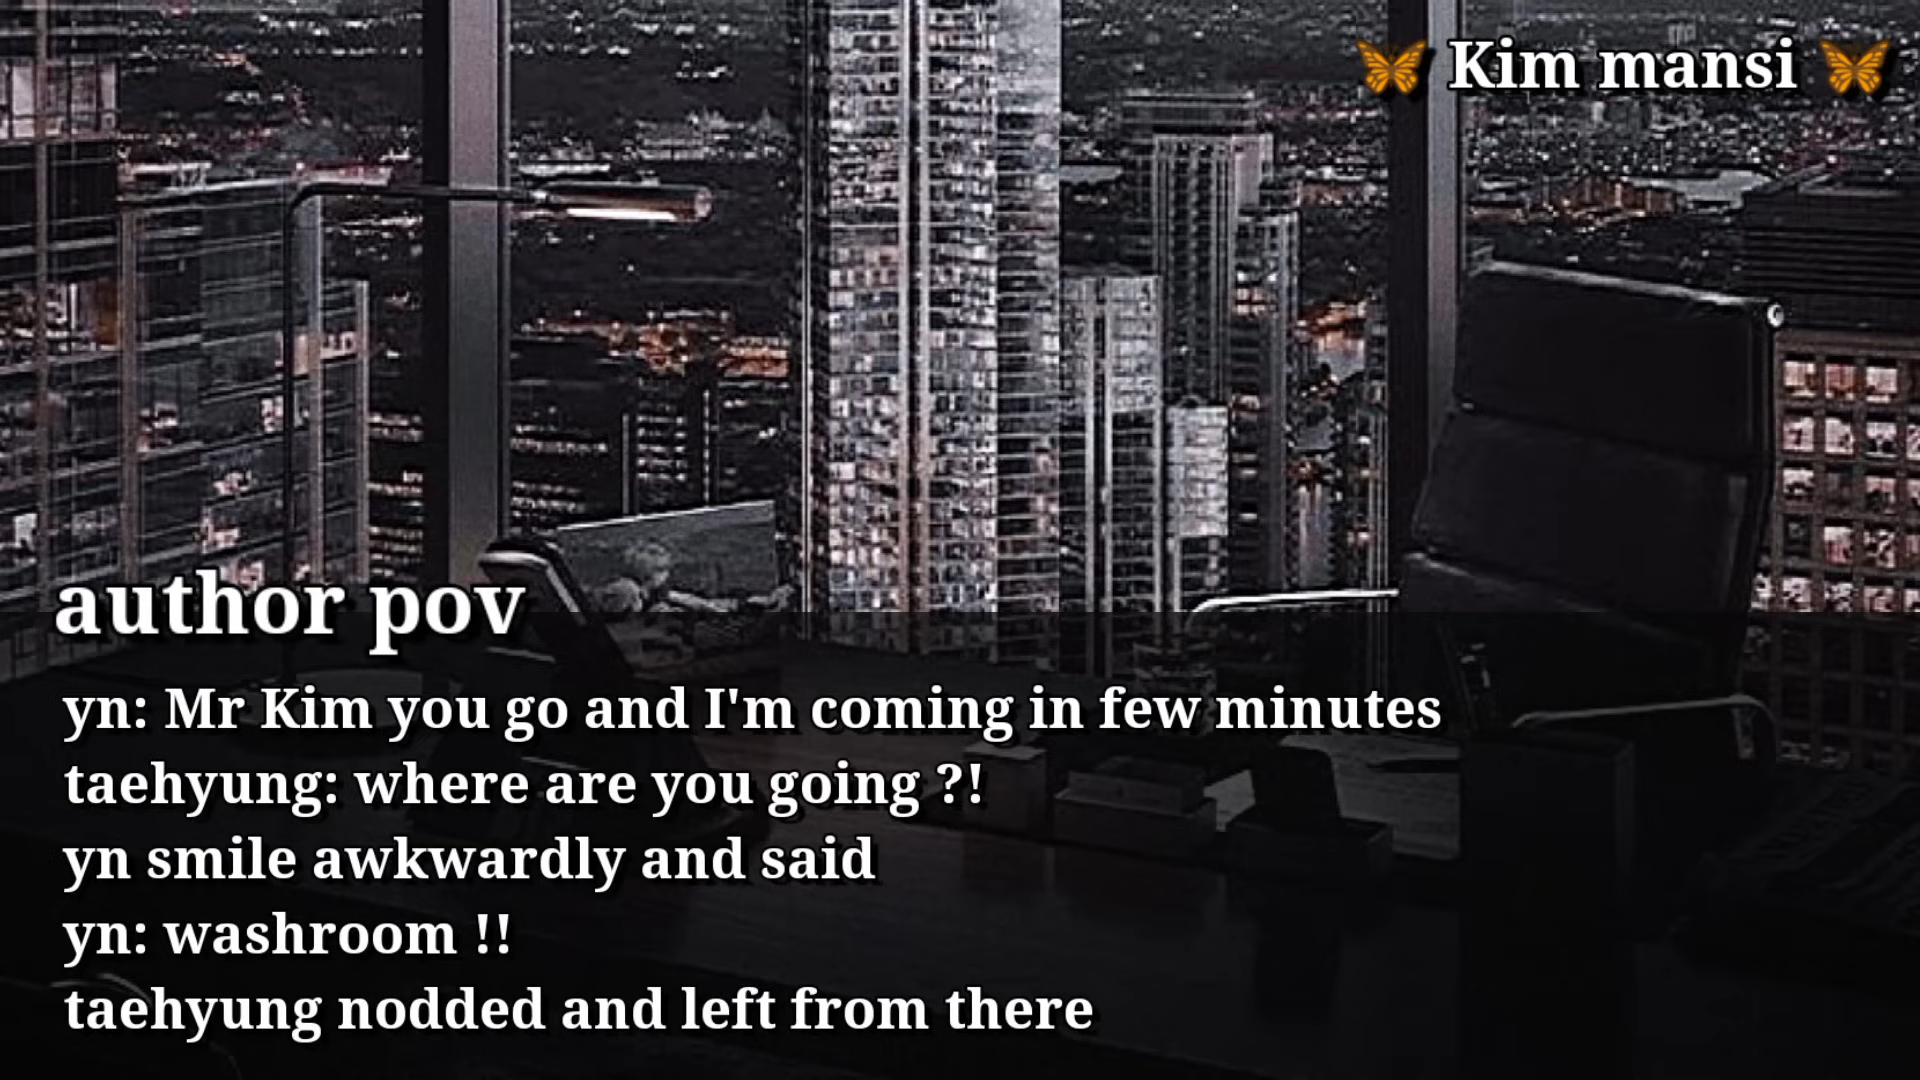 🦋 Kim mansi 🦋
author pov
yn: Mr Kim you go and I'm coming in few minutes
taehyung: where are you going ?!
yn smile awkwardly and said
yn: washroom !!
taehyung nodded and left from there